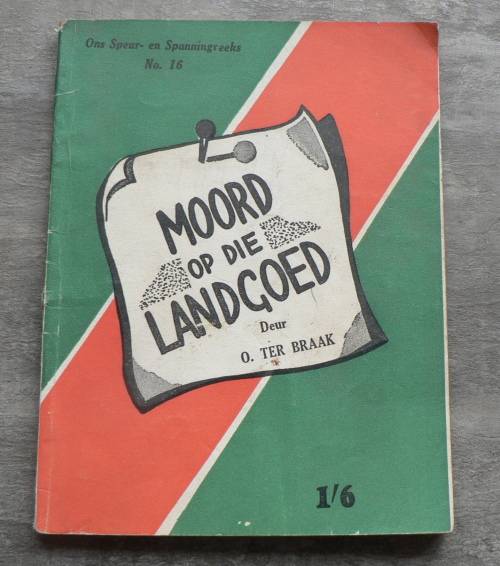 Ons Speur- en Spanningreeks
No. 16
MOORD
OP DIE
LANDGOED
Deur
O. TER BRAAK
1/6